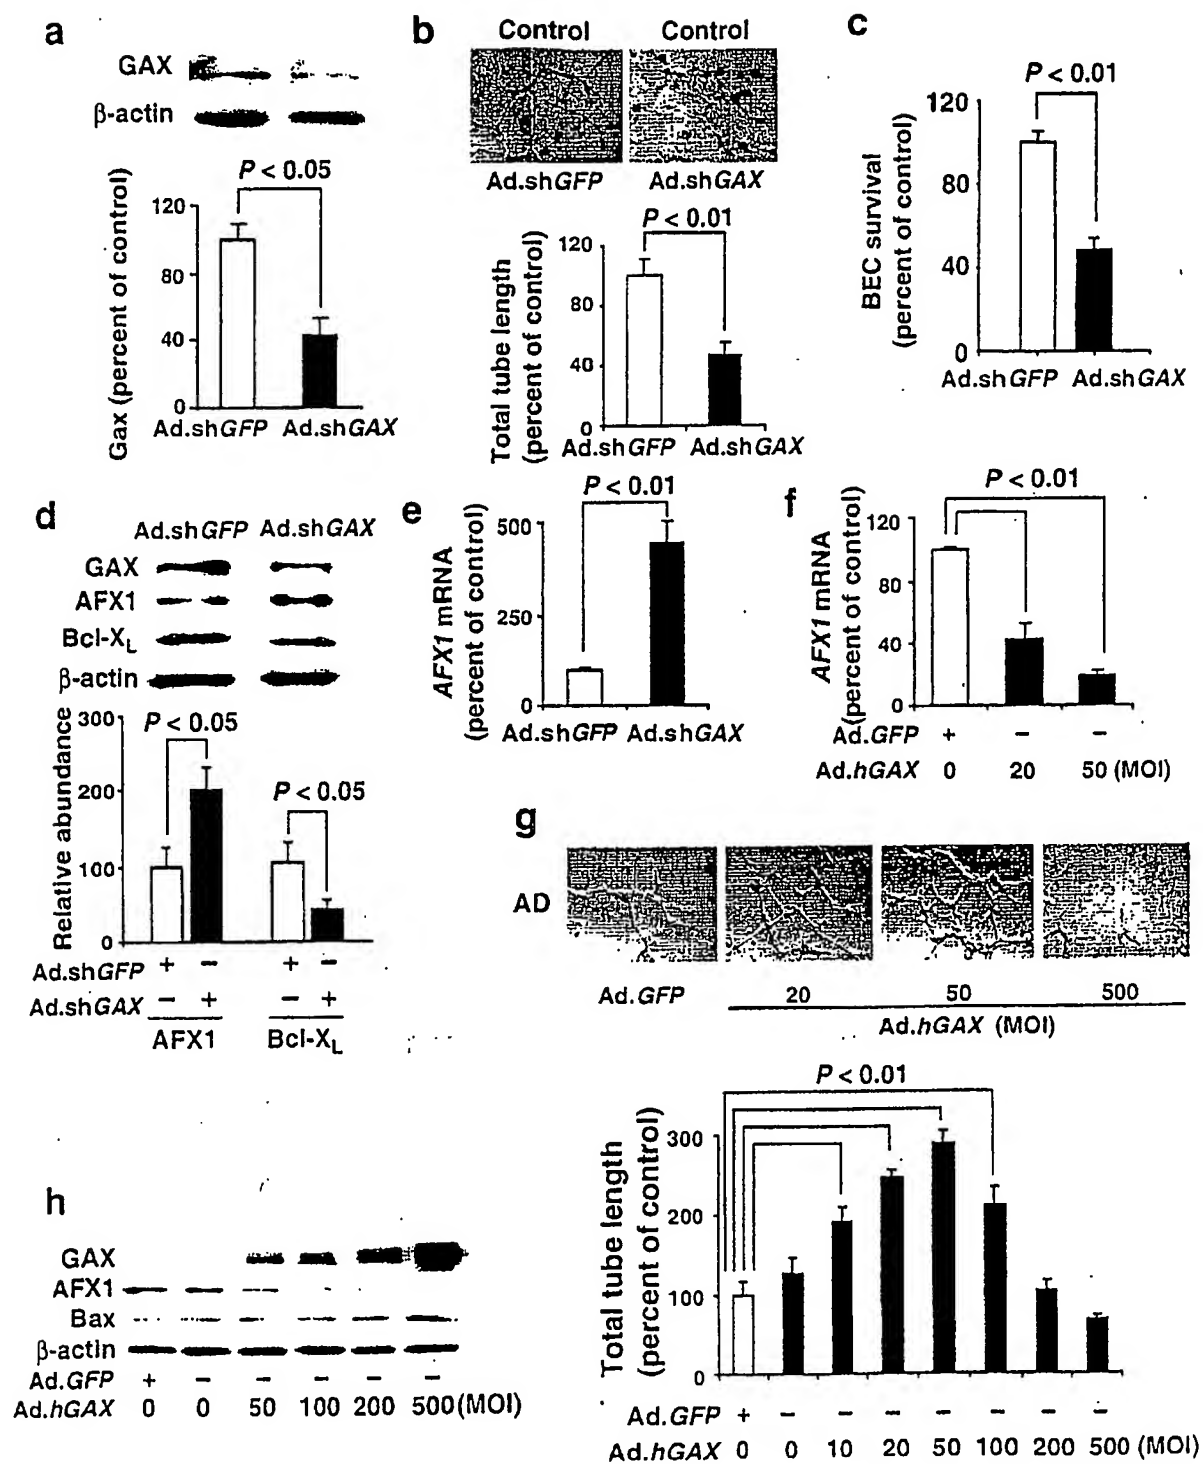 a
GAX
β-actin
P < 0.05
Gax (percent of control)
120
80
40
0
Ad.shGFP Ad.shGAX
b
Control Control
Ad.shGFP Ad.shGAX
P < 0.01
Total tube length
(percent of control)
120
80
40
0
Ad.shGFP Ad.shGAX
c
P < 0.01
BEC survival
(percent of control)
120
80
40
0
Ad.shGFP Ad.shGAX
d
Ad.shGFP Ad.shGAX
GAX
AFX1
Bcl-XL
β-actin
Relative abundance
300
200
100
0
P < 0.05
P < 0.05
Ad.shGFP + − + −
Ad.shGAX − + − +
AFX1 Bcl-XL
e
P < 0.01
AFX1 mRNA
(percent of control)
500
250
0
Ad.shGFP Ad.shGAX
f
P < 0.01
AFX1 mRNA
(percent of control)
120
80
40
0
Ad.GFP + − −
Ad.hGAX 0 20 50 (MOI)
g
AD
Ad.GFP 20 50 500
Ad.hGAX (MOI)
P < 0.01
Total tube length
(percent of control)
300
200
100
0
Ad.GFP + − − − − − − −
Ad.hGAX 0 0 10 20 50 100 200 500 (MOI)
h
GAX
AFX1
Bax
β-actin
Ad.GFP + − − − − −
Ad.hGAX 0 0 50 100 200 500 (MOI)